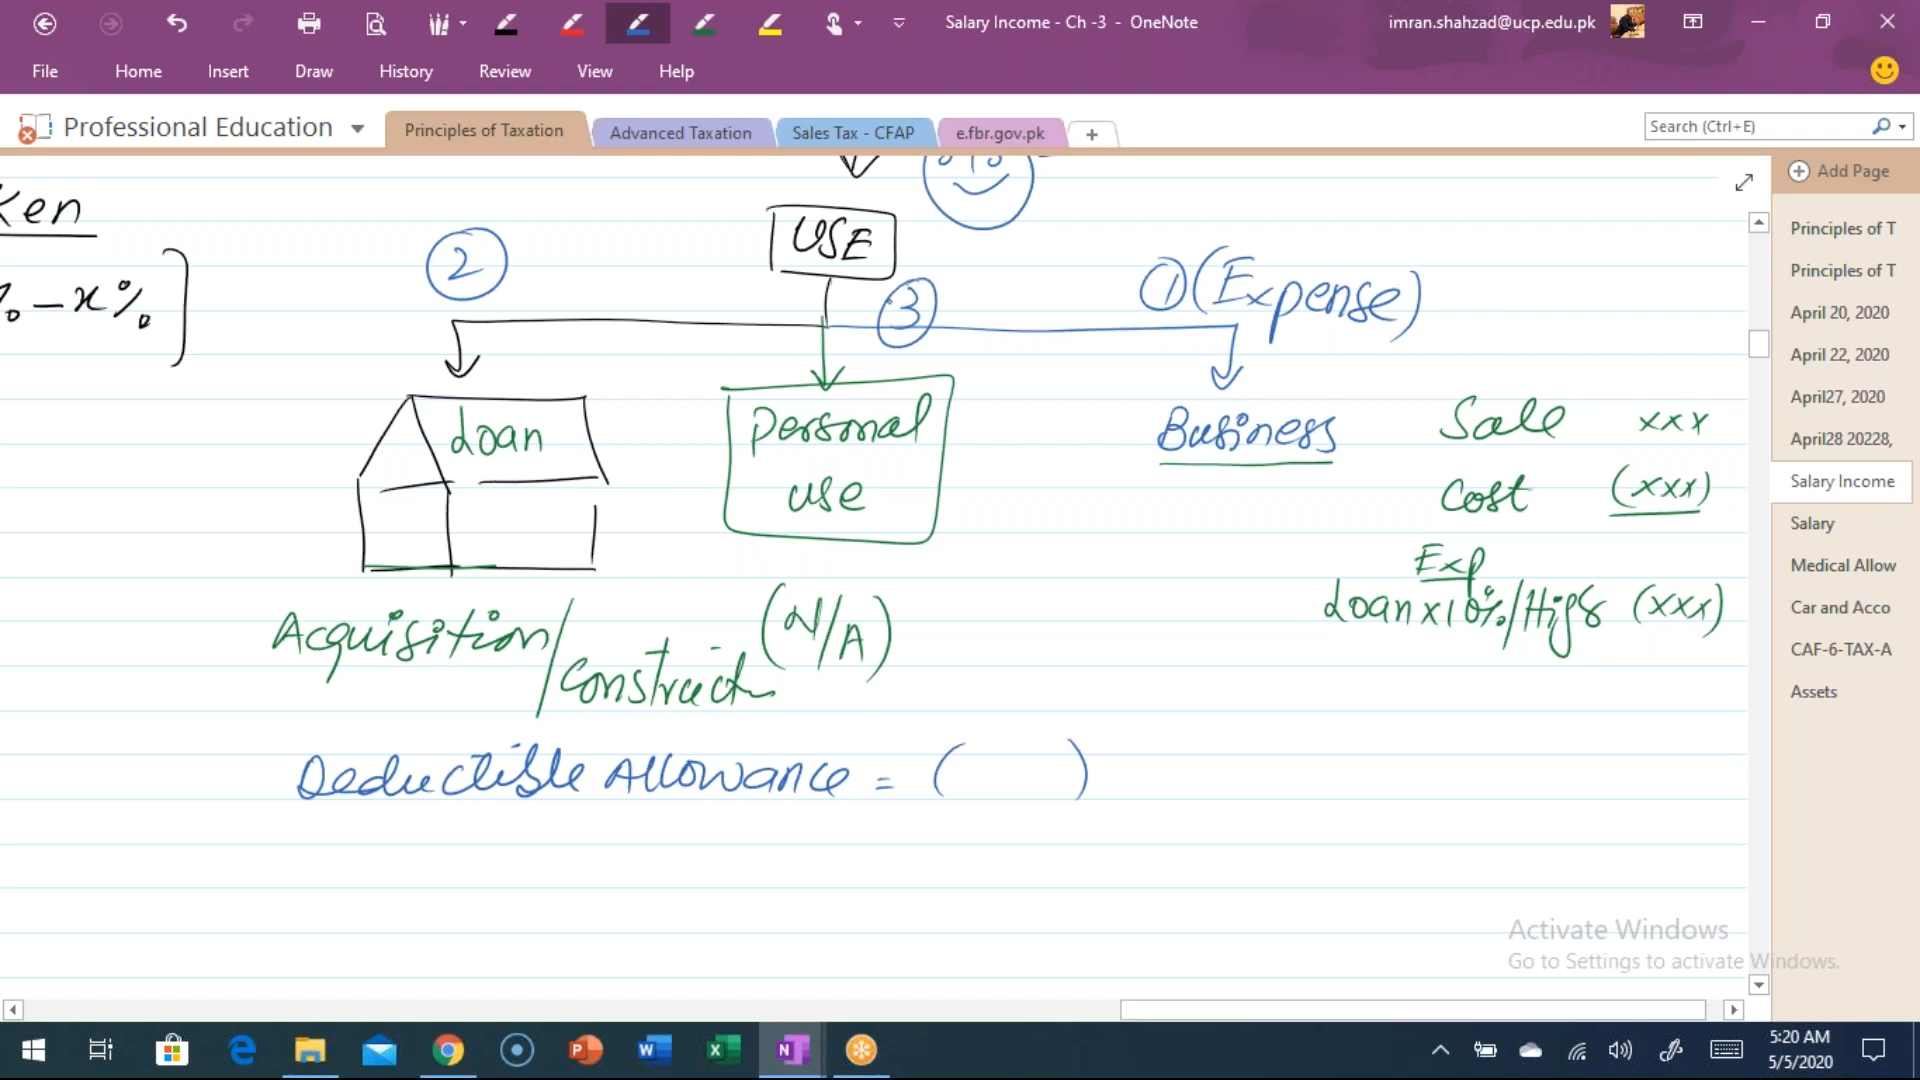 Salary Income - Ch -3 - OneNote
imran.shahzad@ucp.edu.pk
File Home Insert Draw History Review View Help
Professional Education
Principles of Taxation
Advanced Taxation
Sales Tax - CFAP
e.fbr.gov.pk
Search (Ctrl+E)
Add Page
Principles of T
Principles of T
April 20, 2020
April 22, 2020
April27, 2020
April28 20228,
Salary Income
Salary
Medical Allow
Car and Acco
CAF-6-TAX-A
Assets
ken
% - x%]
USE
2
3
1 (Expense)
Loan
Personal
use
Business
Sale xxx
Cost (xxx)
Exp
Loan x 10% / High (xxx)
Acquisition/
Construct
(N/A)
Deductible Allowance = ( )
Activate Windows
Go to Settings to activate Windows.
5:20 AM
5/5/2020